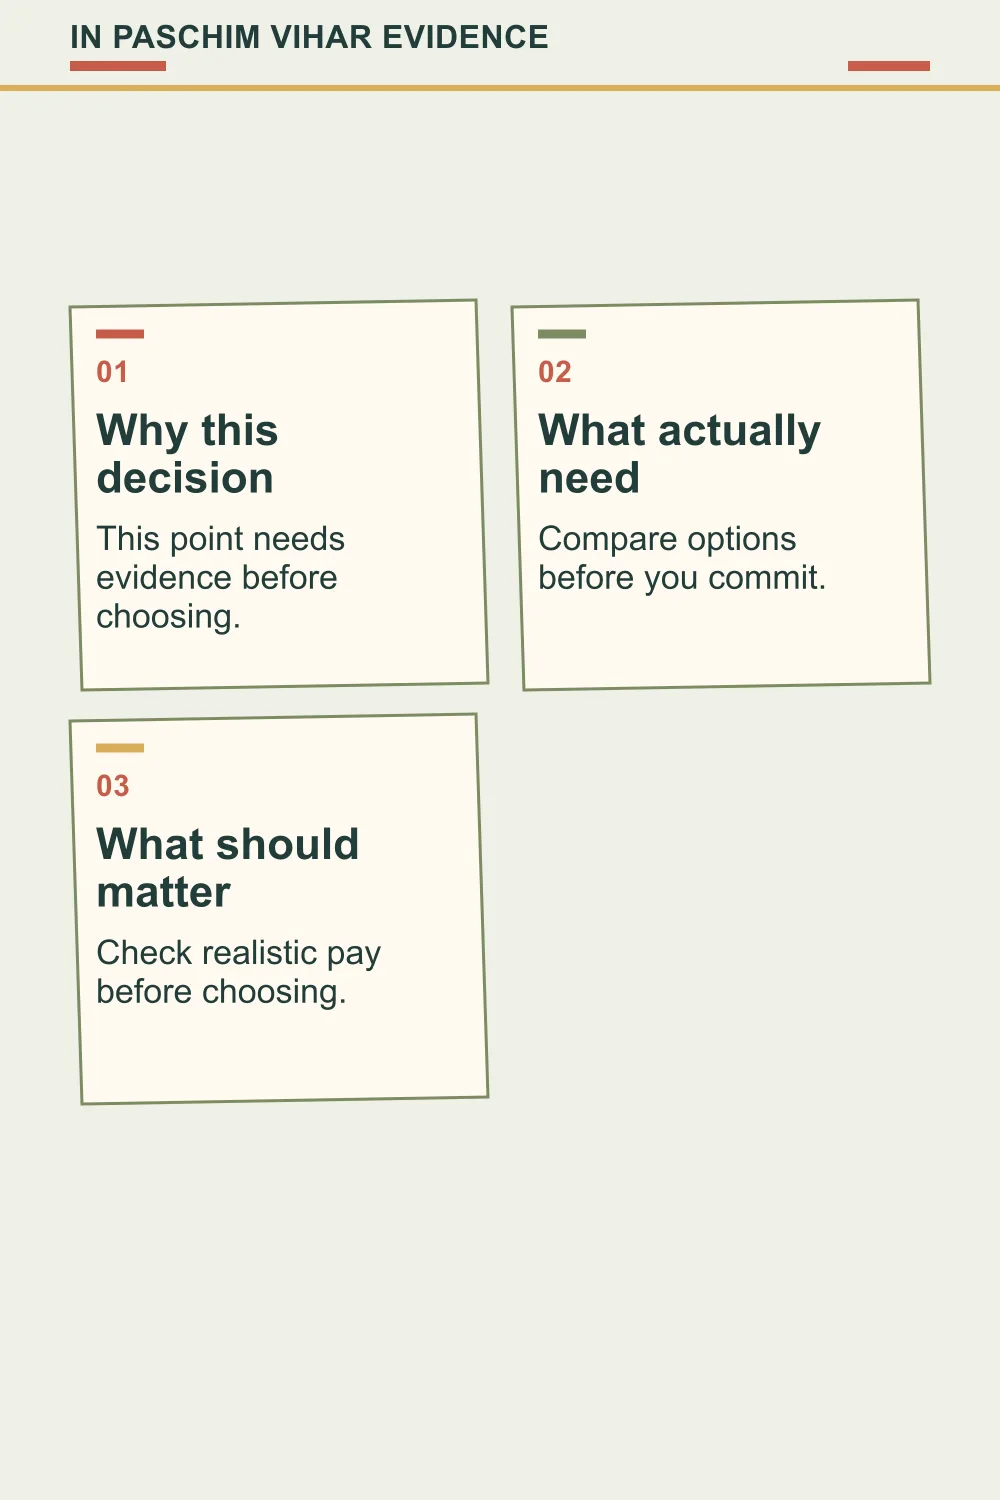 IN PASCHIM VIHAR EVIDENCE
01
Why this
decision
This point needs
evidence before
choosing.
02
What actually
need
Compare options
before you commit.
03
What should
matter
Check realistic pay
before choosing.